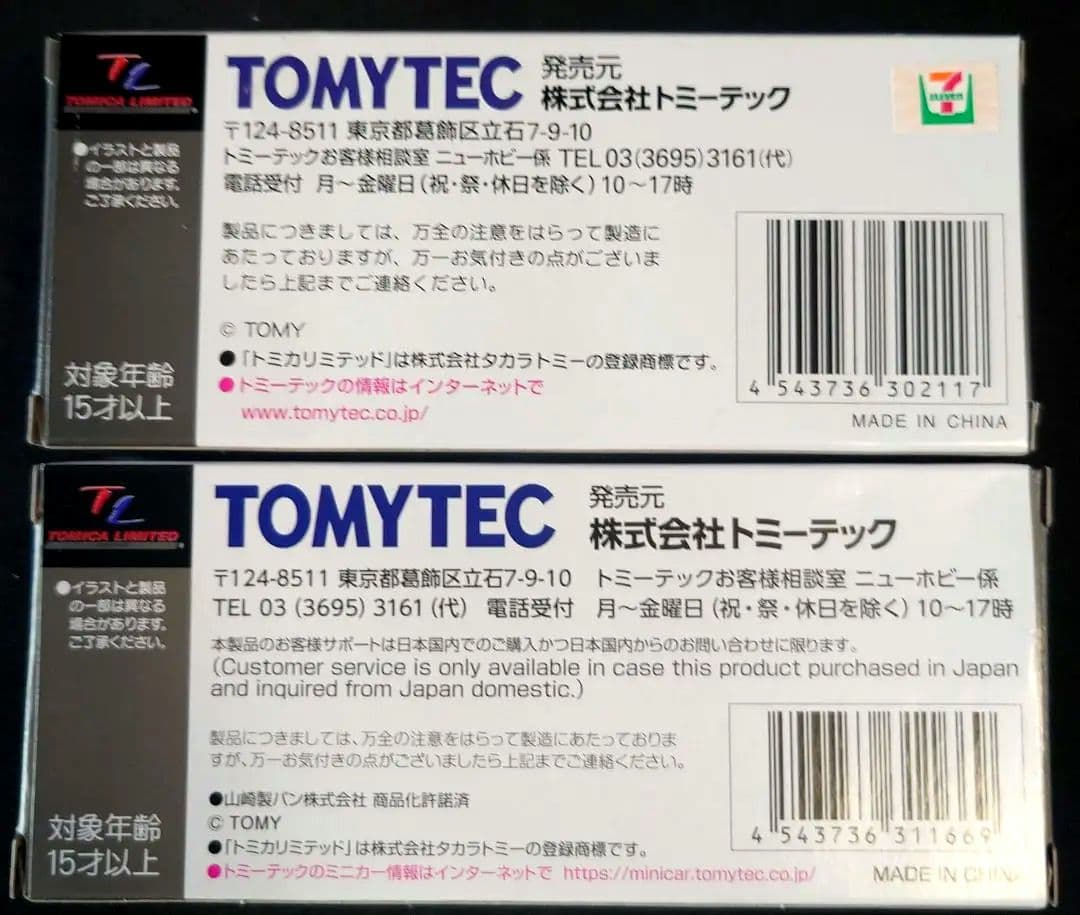 TL
TOMICA LIMITED
●イラストと製品
の一部は異なる
場合があります。
ご了承ください。
対象年齢
15才以上
TOMYTEC 発売元
株式会社トミーテック
7
ELEVEN
〒124-8511 東京都葛飾区立石7-9-10
トミーテックお客様相談室 ニューホビー係 TEL 03(3695)3161(代)
電話受付 月～金曜日(祝・祭・休日を除く)10～17時
製品につきましては、万全の注意をはらって製造に
あたっておりますが、万一お気付きの点がございま
したら上記までご連絡ください。
© TOMY
●「トミカリミテッド」は株式会社タカラトミーの登録商標です。
●トミーテックの情報はインターネットで
www.tomytec.co.jp/
4 543736 302117
MADE IN CHINA
TL
TOMICA LIMITED
●イラストと製品
の一部は異なる
場合があります。
ご了承ください。
対象年齢
15才以上
TOMYTEC 発売元
株式会社トミーテック
〒124-8511 東京都葛飾区立石7-9-10 トミーテックお客様相談室 ニューホビー係
TEL 03 (3695) 3161 (代) 電話受付 月～金曜日(祝・祭・休日を除く)10～17時
本製品のお客様サポートは日本国内でのご購入かつ日本国内からのお問い合わせに限ります。
(Customer service is only available in case this product purchased in Japan
and inquired from Japan domestic.)
製品につきましては、万全の注意をはらって製造にあたっておりま
すが、万一お気付きの点がございましたら上記までご連絡ください。
●山崎製パン株式会社 商品化許諾済
© TOMY
●「トミカリミテッド」は株式会社タカラトミーの登録商標です。
●トミーテックのミニカー情報はインターネットで https://minicar.tomytec.co.jp/
4 543736 311669
MADE IN CHINA